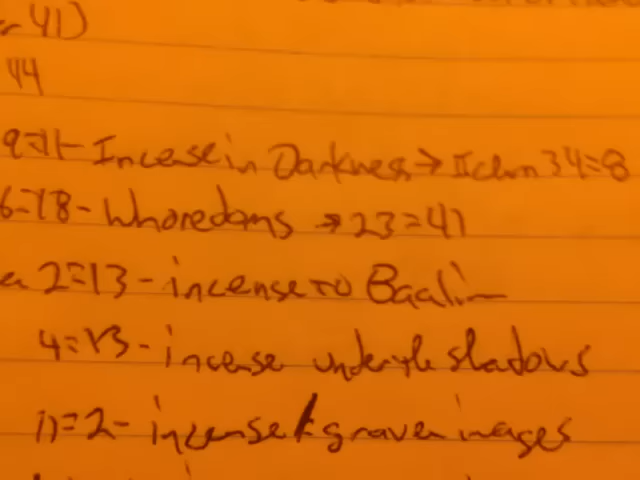 41)
44
9=11- Incense in Darkness → II Chron 34=8
6=18- Whoredoms → 23=41
2=13 - incense to Baalim
4=13 - incense under the shadows
11=2- incense / graven images